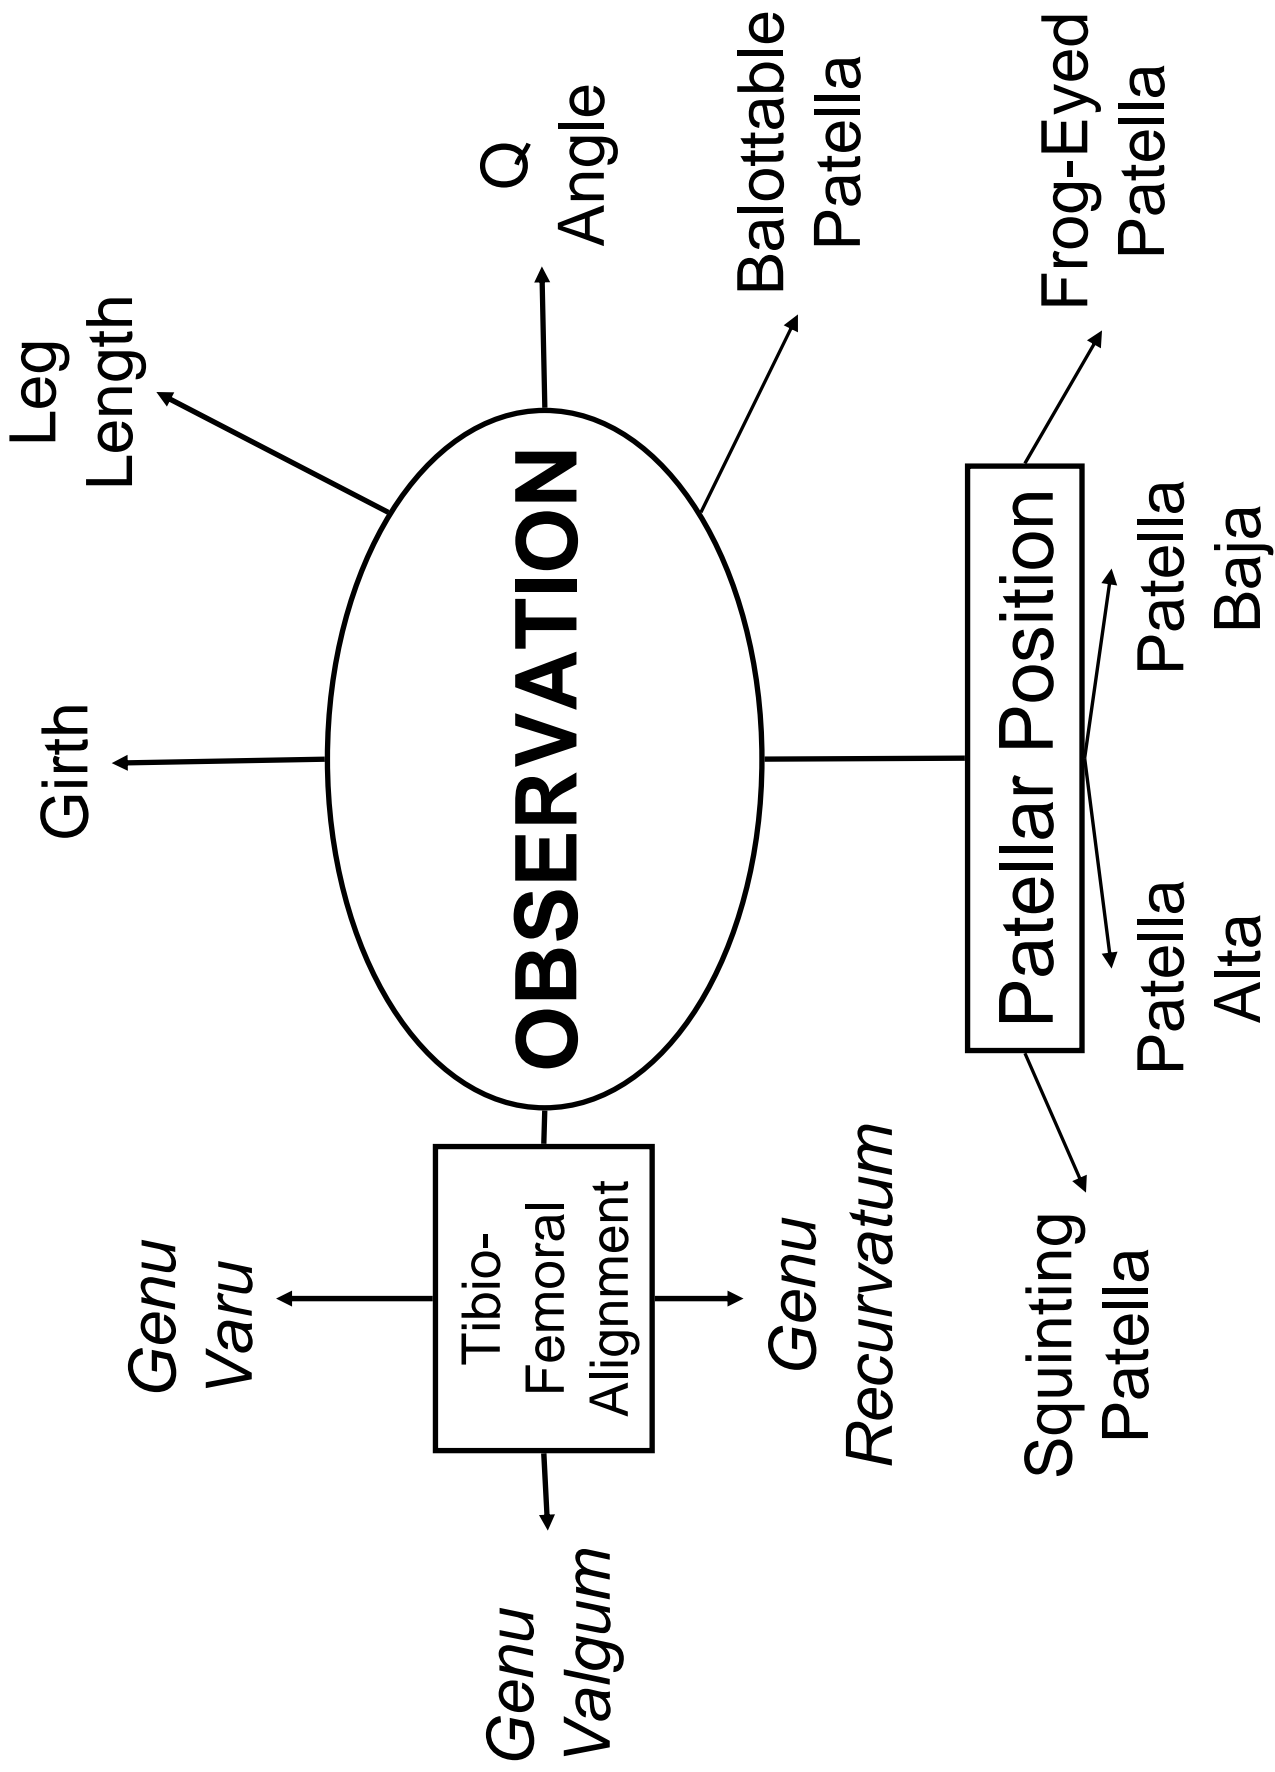 Leg
Length
Girth
Genu
Varu
Genu
Valgum
Tibio-
Femoral
Alignment
OBSERVATION
Q
Angle
Genu
Recurvatum
Balottable
Patella
Patellar Position
Squinting
Patella
Frog-Eyed
Patella
Patella
Alta
Patella
Baja